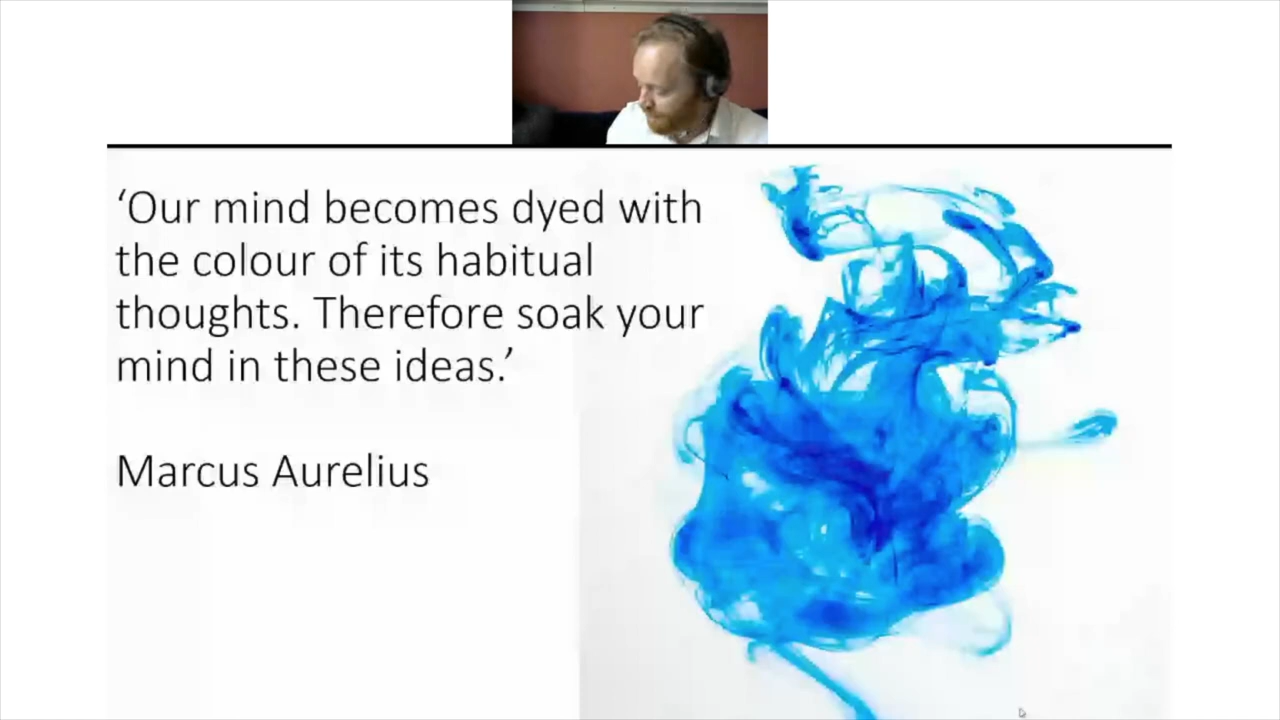 ‘Our mind becomes dyed with
the colour of its habitual
thoughts. Therefore soak your
mind in these ideas.’
Marcus Aurelius